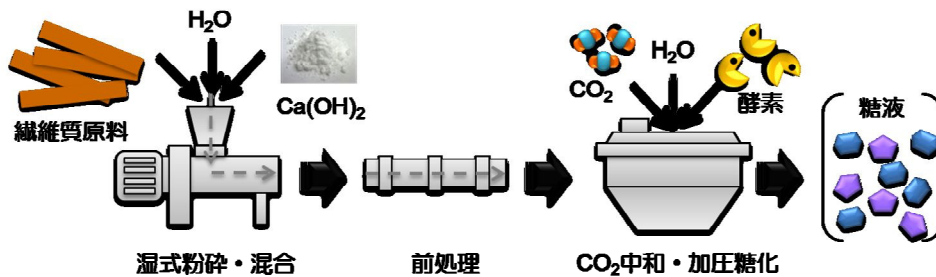 H₂O
繊維質原料
Ca(OH)₂
湿式粉砕・混合
前処理
CO₂
H₂O
酵素
CO₂中和・加圧糖化
糖液